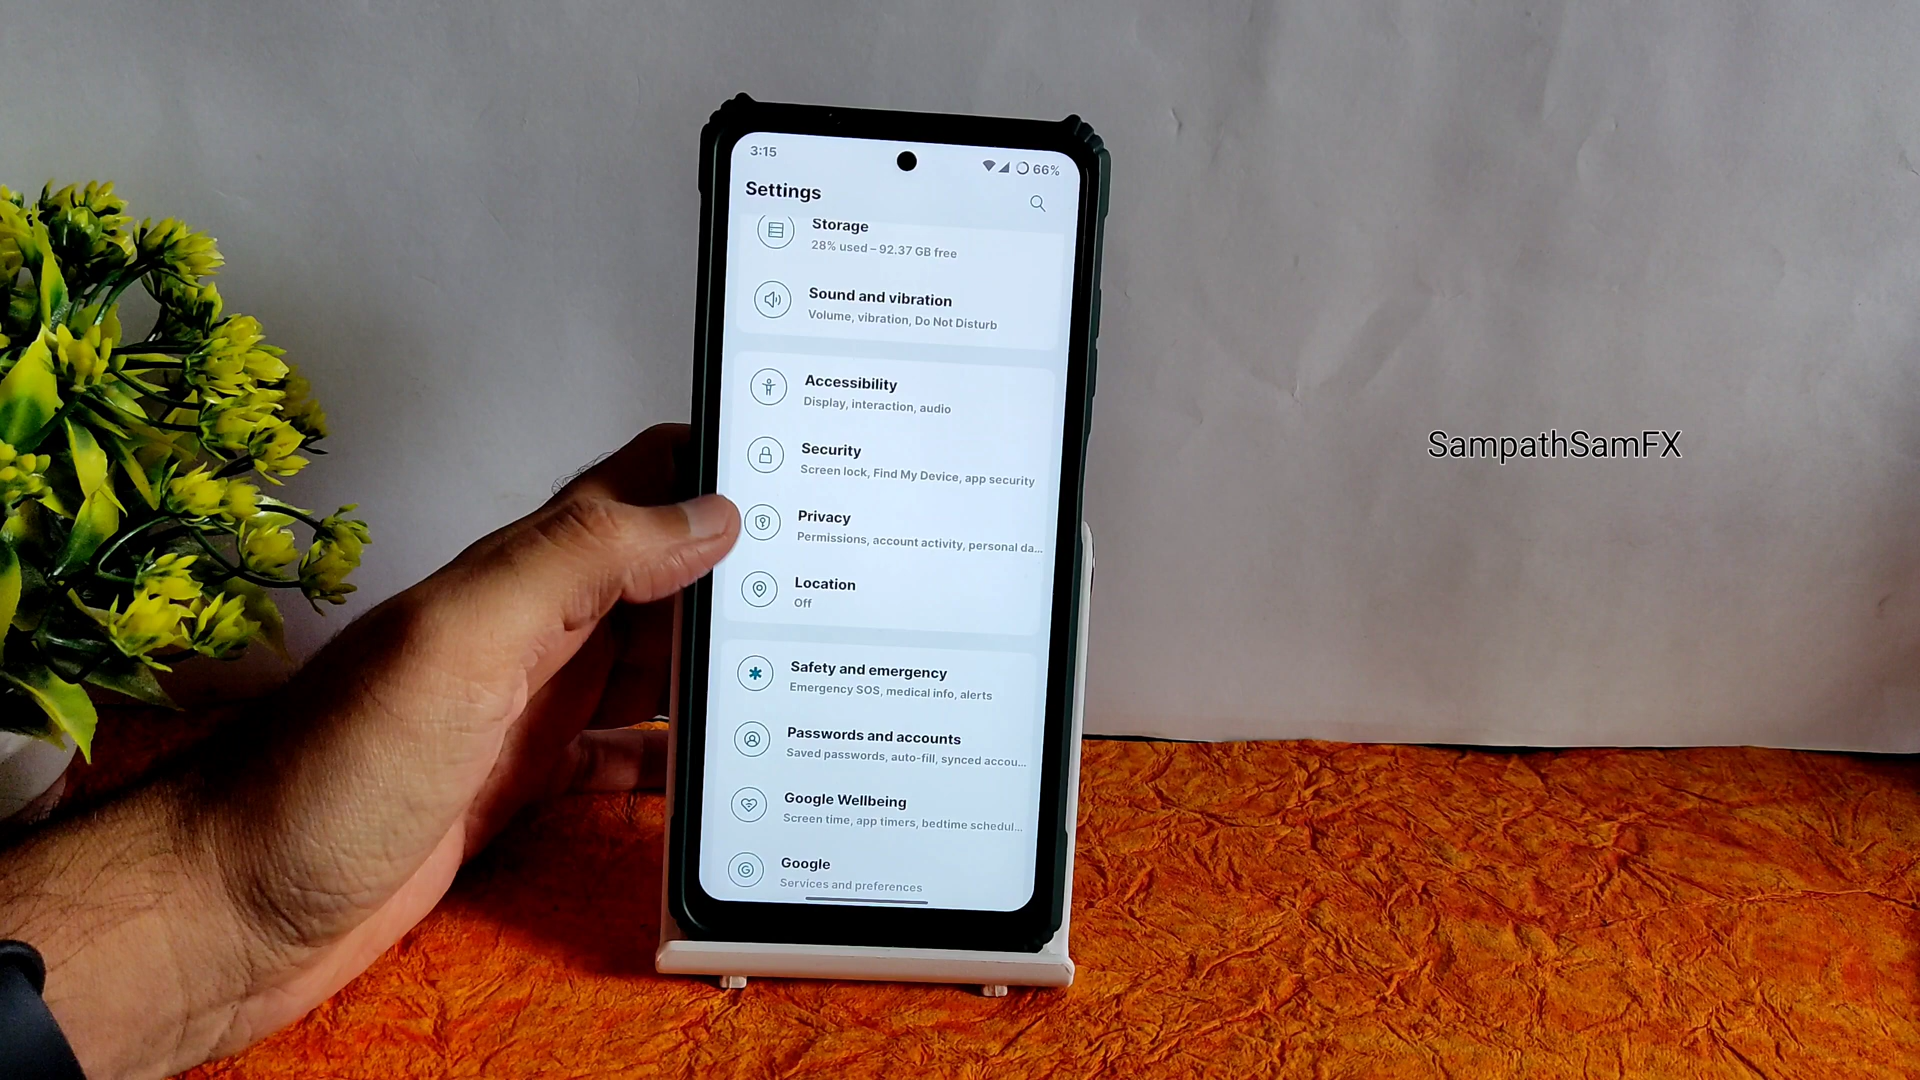 3:15
66%
Settings
Storage
28% used – 92.37 GB free
Sound and vibration
Volume, vibration, Do Not Disturb
Accessibility
Display, interaction, audio
Security
Screen lock, Find My Device, app security
Privacy
Permissions, account activity, personal da...
Location
Off
Safety and emergency
Emergency SOS, medical info, alerts
Passwords and accounts
Saved passwords, auto-fill, synced accou...
Google Wellbeing
Screen time, app timers, bedtime schedul...
Google
Services and preferences
SampathSamFX